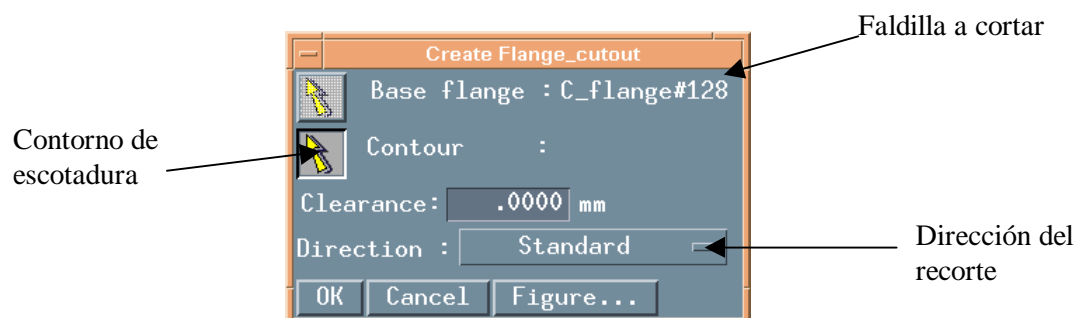 Faldilla a cortar
Create Flange_cutout
Base flange : C_flange#128
Contorno de
escotadura
Contour :
Clearance: .0000 mm
Direction : Standard
Dirección del
recorte
OK Cancel Figure...